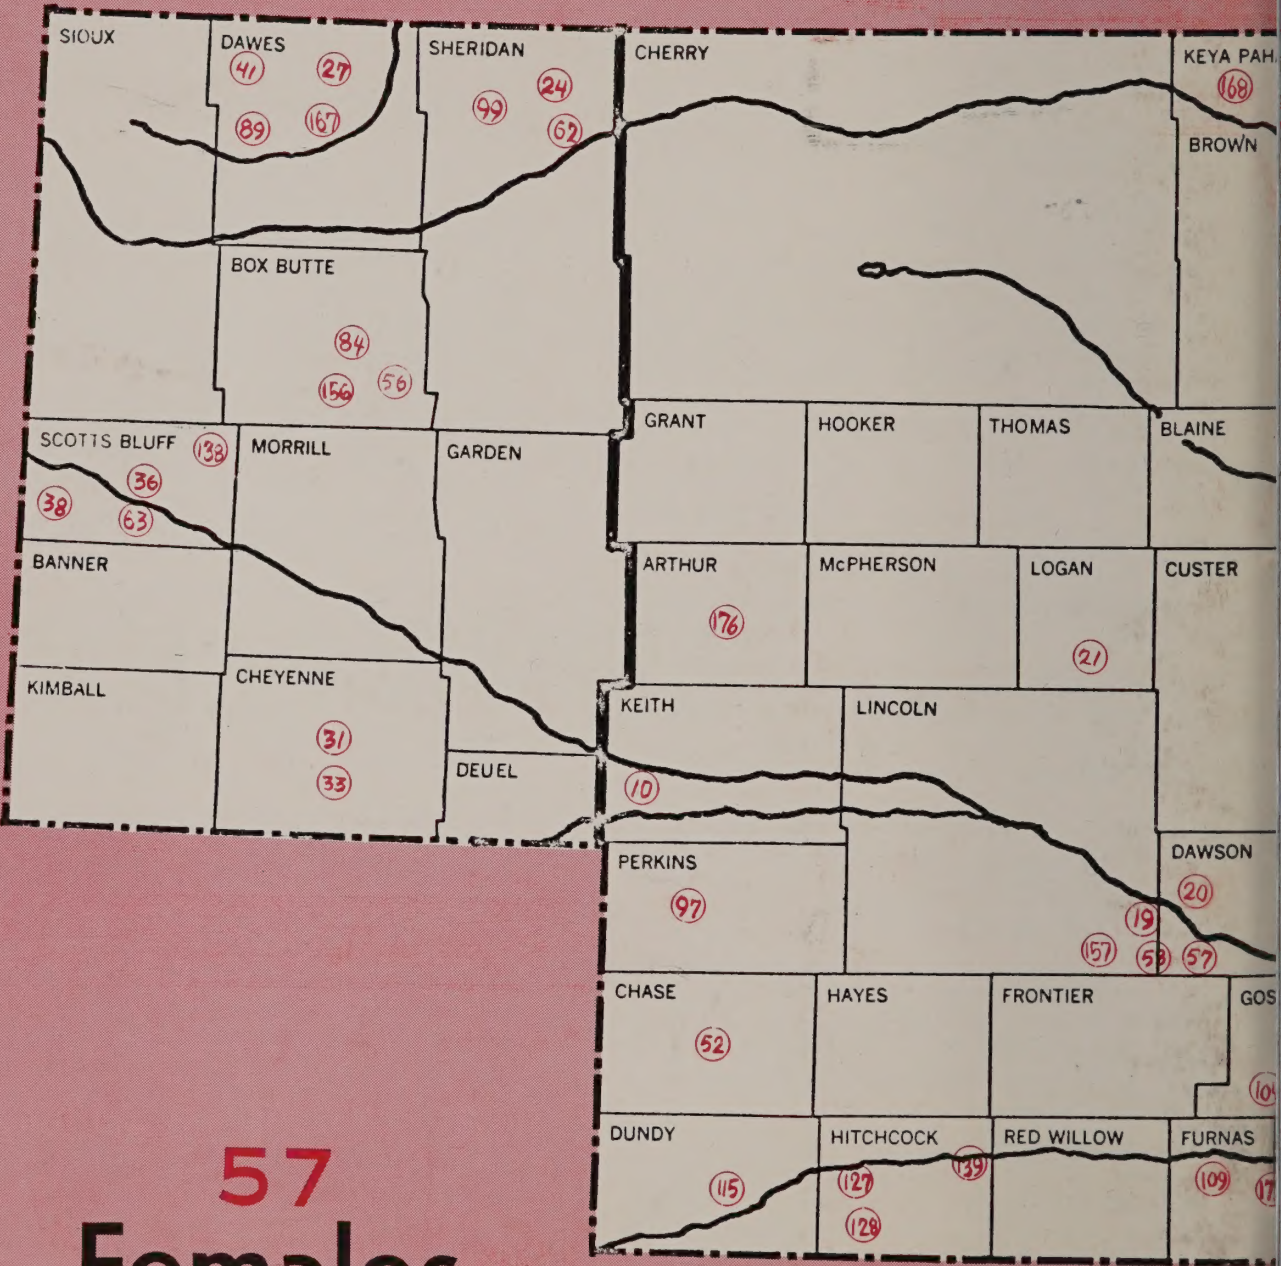 SIOUX
DAWES
41
27
89
167
SHERIDAN
24
99
62
CHERRY
KEYA PAH
168
BROWN
BOX BUTTE
84
156
56
SCOTTS BLUFF
138
36
38
63
MORRILL
GARDEN
GRANT
HOOKER
THOMAS
BLAINE
BANNER
ARTHUR
176
McPHERSON
LOGAN
21
CUSTER
KIMBALL
CHEYENNE
31
33
DEUEL
KEITH
10
LINCOLN
19
157
58
PERKINS
97
DAWSON
20
57
CHASE
52
HAYES
FRONTIER
GOS
10
DUNDY
115
HITCHCOCK
139
127
128
RED WILLOW
FURNAS
109
17
57
Females